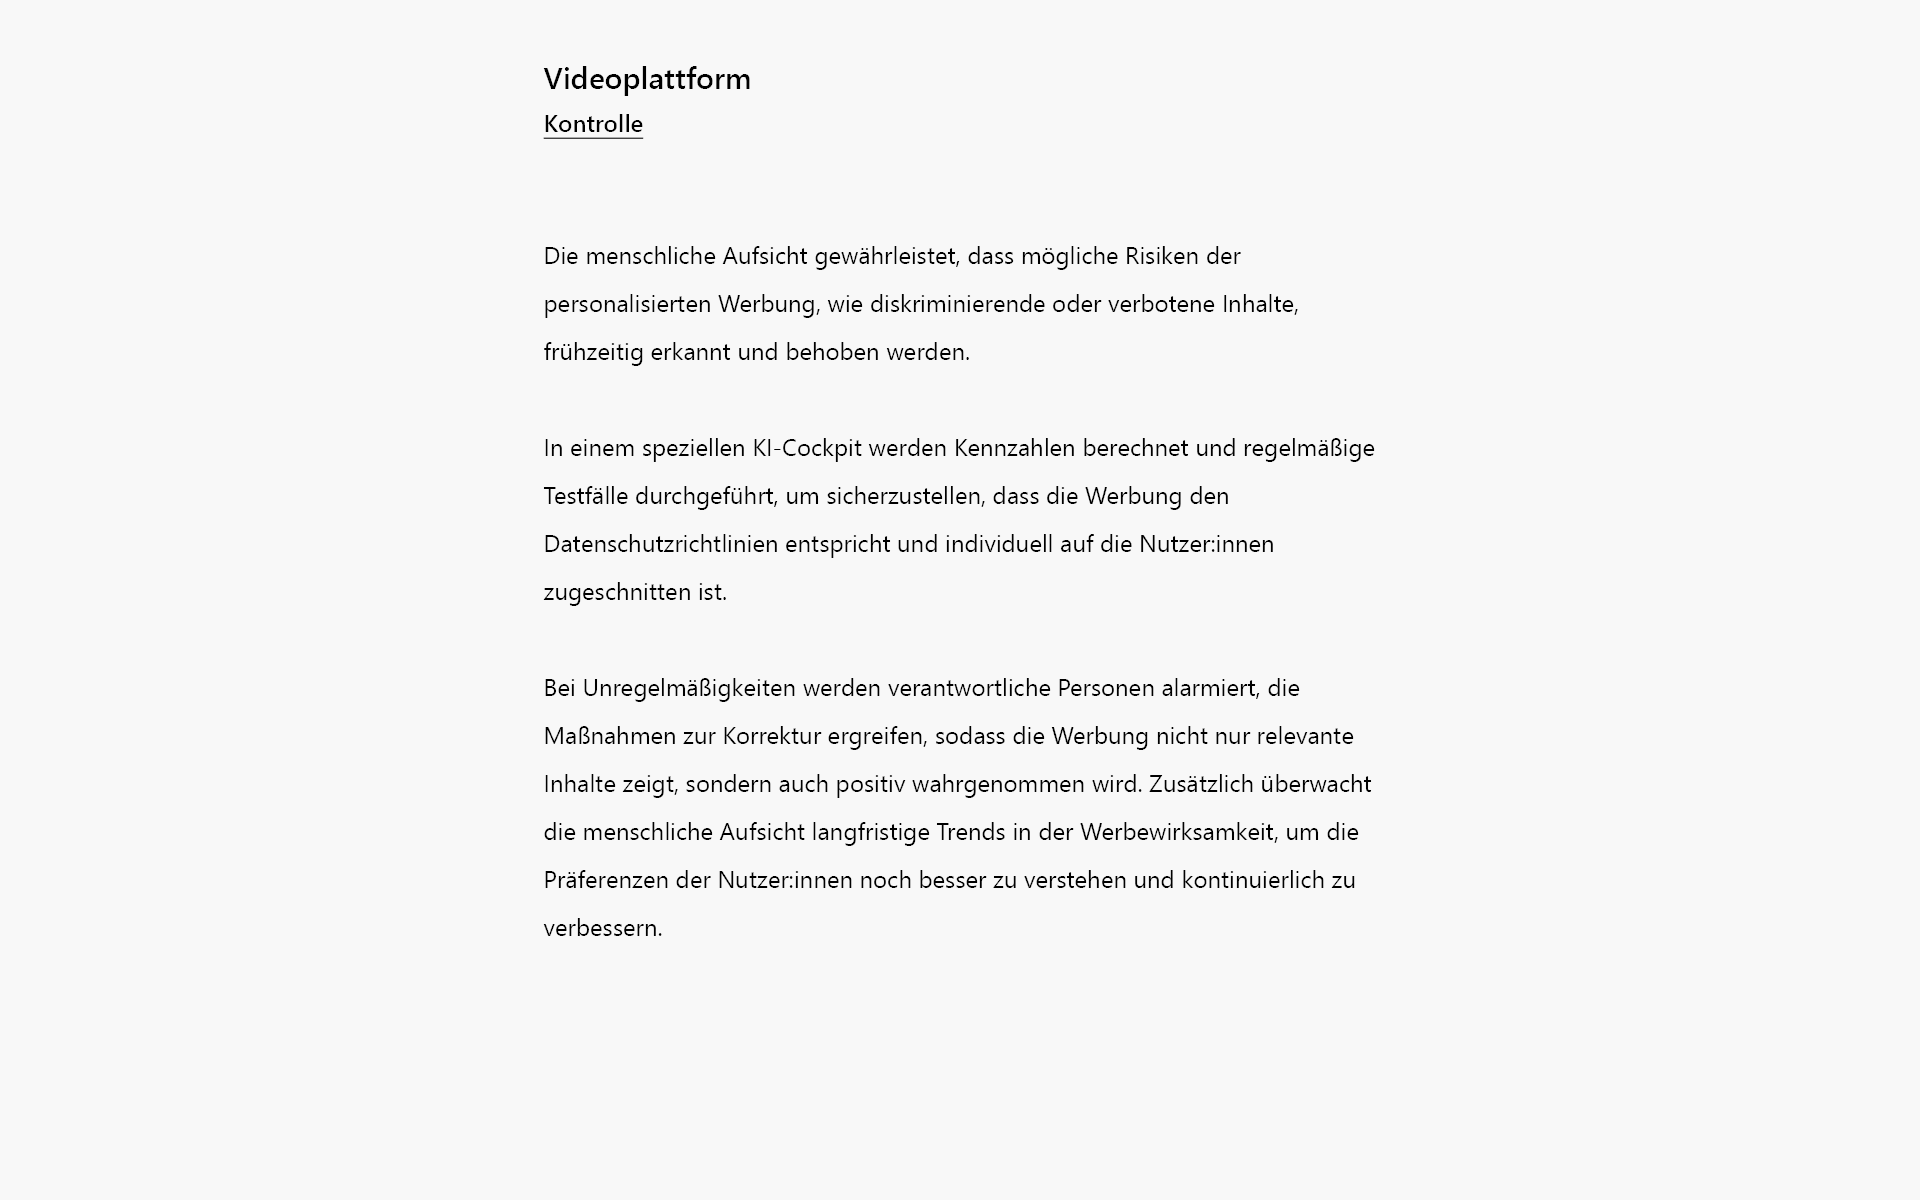 Videoplattform
Kontrolle
Die menschliche Aufsicht gewährleistet, dass mögliche Risiken der
personalisierten Werbung, wie diskriminierende oder verbotene Inhalte,
frühzeitig erkannt und behoben werden.
In einem speziellen KI-Cockpit werden Kennzahlen berechnet und regelmäßige
Testfälle durchgeführt, um sicherzustellen, dass die Werbung den
Datenschutzrichtlinien entspricht und individuell auf die Nutzer:innen
zugeschnitten ist.
Bei Unregelmäßigkeiten werden verantwortliche Personen alarmiert, die
Maßnahmen zur Korrektur ergreifen, sodass die Werbung nicht nur relevante
Inhalte zeigt, sondern auch positiv wahrgenommen wird. Zusätzlich überwacht
die menschliche Aufsicht langfristige Trends in der Werbewirksamkeit, um die
Präferenzen der Nutzer:innen noch besser zu verstehen und kontinuierlich zu
verbessern.